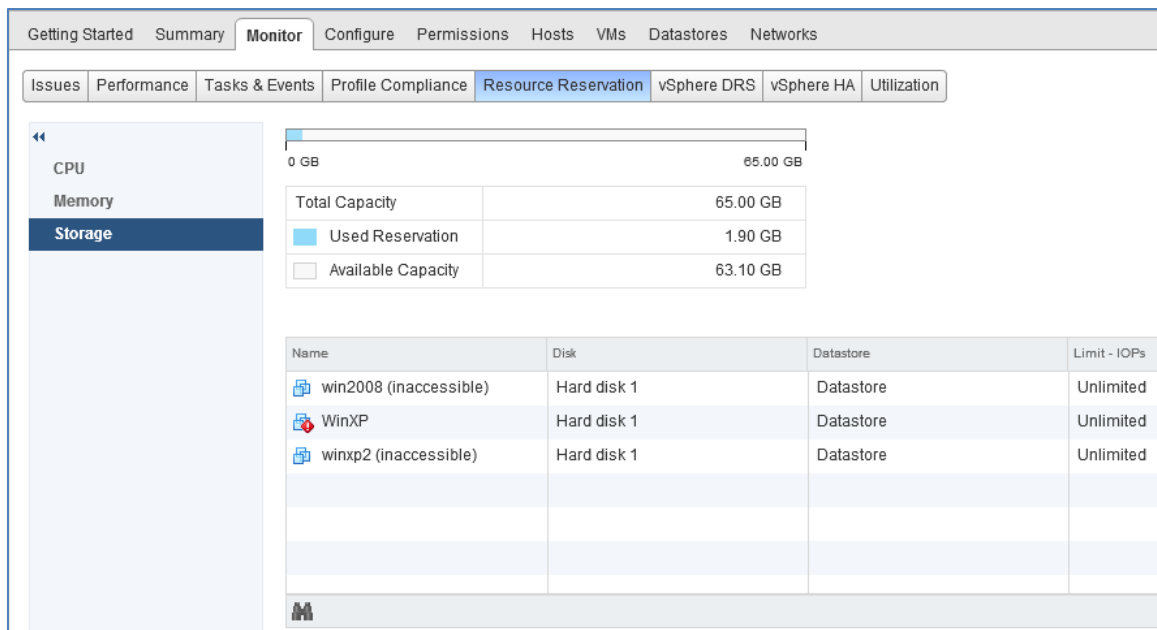 Getting Started Summary Monitor Configure Permissions Hosts VMs Datastores Networks
Issues Performance Tasks & Events Profile Compliance Resource Reservation vSphere DRS vSphere HA Utilization
CPU
Memory
Storage
0 GB 65.00 GB
Total Capacity 65.00 GB
Used Reservation 1.90 GB
Available Capacity 63.10 GB
Name Disk Datastore Limit - IOPs
win2008 (inaccessible) Hard disk 1 Datastore Unlimited
WinXP Hard disk 1 Datastore Unlimited
winxp2 (inaccessible) Hard disk 1 Datastore Unlimited